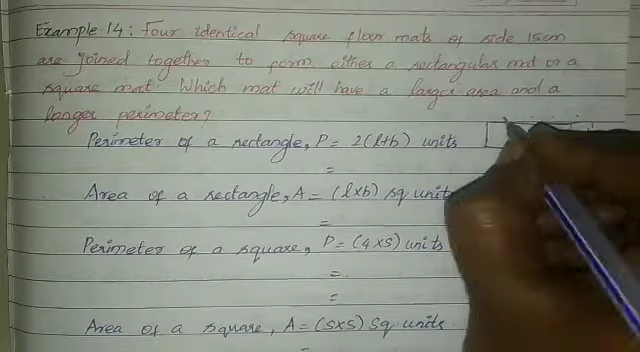 Example 14: Four identical square floor mats of side 15cm
are joined together to form either a rectangular mat or a
square mat. Which mat will have a larger area and a
longer perimeter?
Perimeter of a rectangle, P = 2(l+b) units
=
Area of a rectangle, A = (l×b) sq units
=
Perimeter of a square, P = (4×s) units
=
=
Area of a square, A = (s×s) sq units.
=